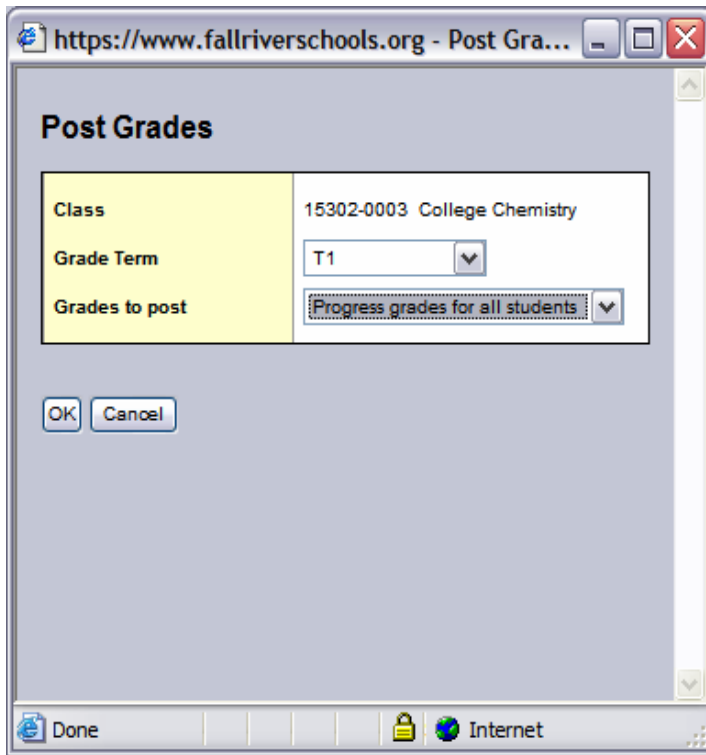 https://www.fallriverschools.org - Post Gra...
Post Grades
Class 15302-0003 College Chemistry
Grade Term T1
Grades to post Progress grades for all students
OK Cancel
Done Internet